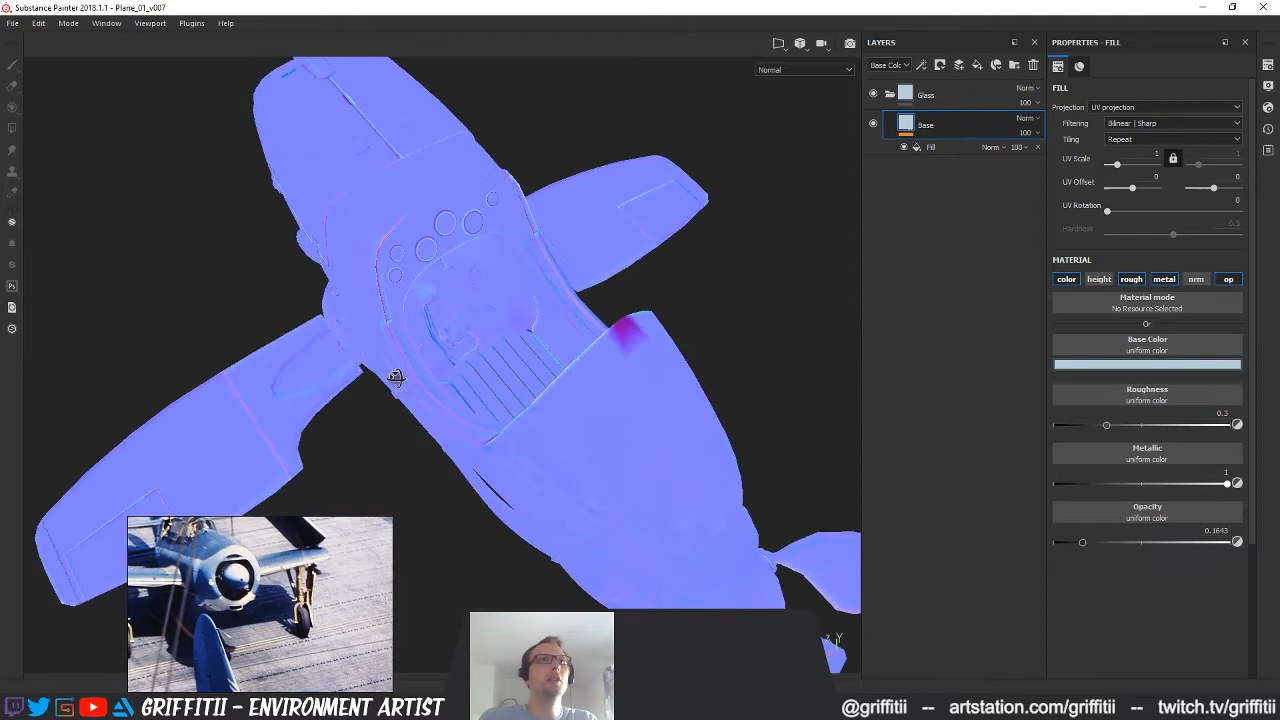 Substance Painter 2018.1.1 - Plane_01_v007
File Edit Mode Window Viewport Plugins Help
Normal
LAYERS
Base Colo
Glass
Norm
100
Base
Norm
100
Fill Norm 100
PROPERTIES - FILL
FILL
Projection UV projection
Filtering Bilinear | Sharp
Tiling Repeat
UV Scale 1 1
UV Offset 0 0
UV Rotation 0
Hardness 0.5
MATERIAL
color height rough metal nrm op
Material mode
No Resource Selected
Or
Base Color
uniform color
Roughness
uniform color
0.3
Metallic
uniform color
1
Opacity
uniform color
0.1643
Ps
Z Y
GRIFFITII - ENVIRONMENT ARTIST
@griffitii -- artstation.com/griffitii -- twitch.tv/griffitii